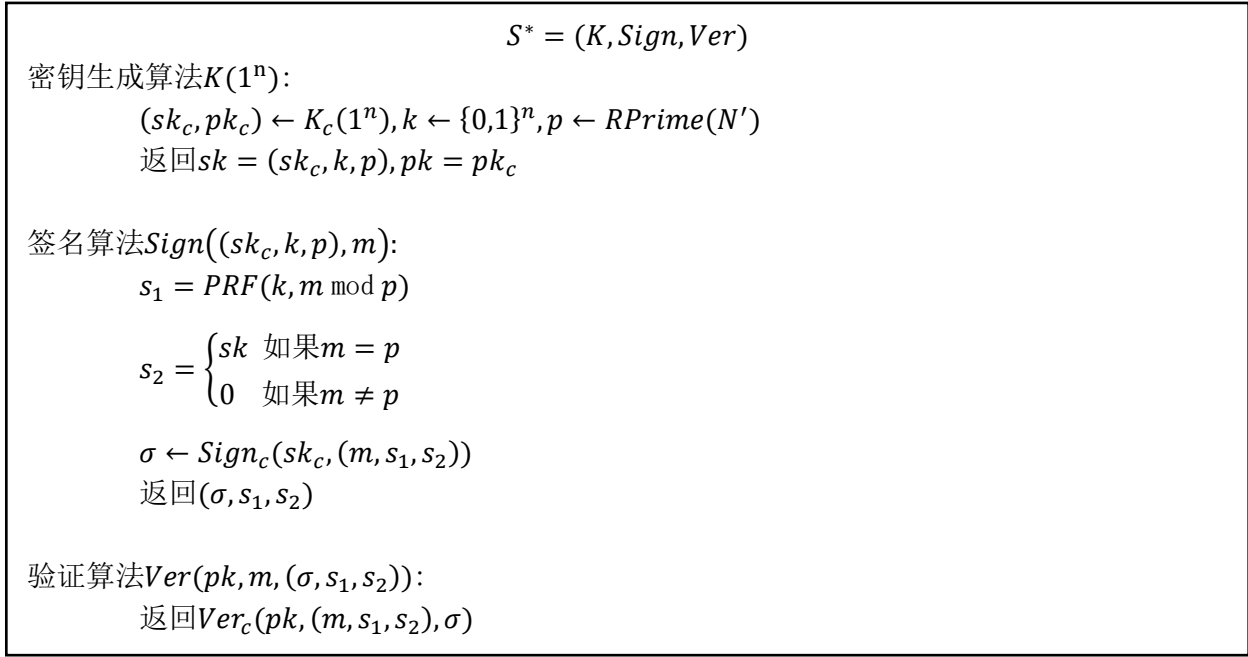 S* = (K, Sign, Ver)
密钥生成算法K(1ⁿ):
(sk_c, pk_c) ← K_c(1ⁿ), k ← {0,1}ⁿ, p ← RPrime(N′)
返回sk = (sk_c, k, p), pk = pk_c
签名算法Sign((sk_c, k, p), m):
s₁ = PRF(k, m mod p)
s₂ = { sk 如果m = p
0 如果m ≠ p
σ ← Sign_c(sk_c, (m, s₁, s₂))
返回(σ, s₁, s₂)
验证算法Ver(pk, m, (σ, s₁, s₂)):
返回Ver_c(pk, (m, s₁, s₂), σ)